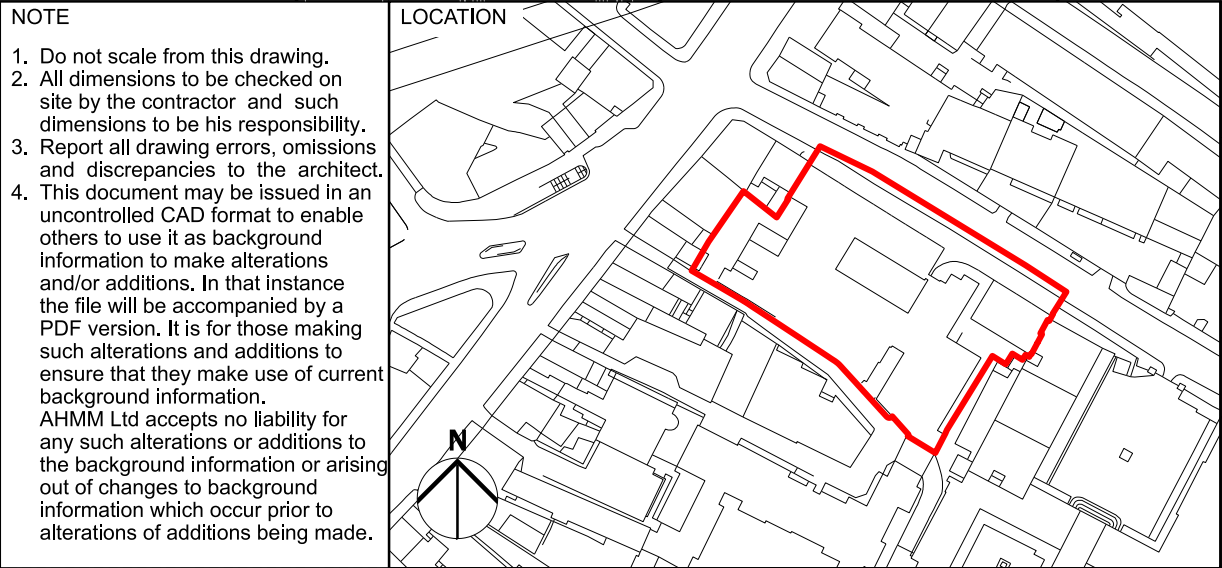 NOTE
1. Do not scale from this drawing.
2. All dimensions to be checked on
site by the contractor and such
dimensions to be his responsibility.
3. Report all drawing errors, omissions
and discrepancies to the architect.
4. This document may be issued in an
uncontrolled CAD format to enable
others to use it as background
information to make alterations
and/or additions. In that instance
the file will be accompanied by a
PDF version. It is for those making
such alterations and additions to
ensure that they make use of current
background information.
AHMM Ltd accepts no liability for
any such alterations or additions to
the background information or arising
out of changes to background
information which occur prior to
alterations of additions being made.
LOCATION
N